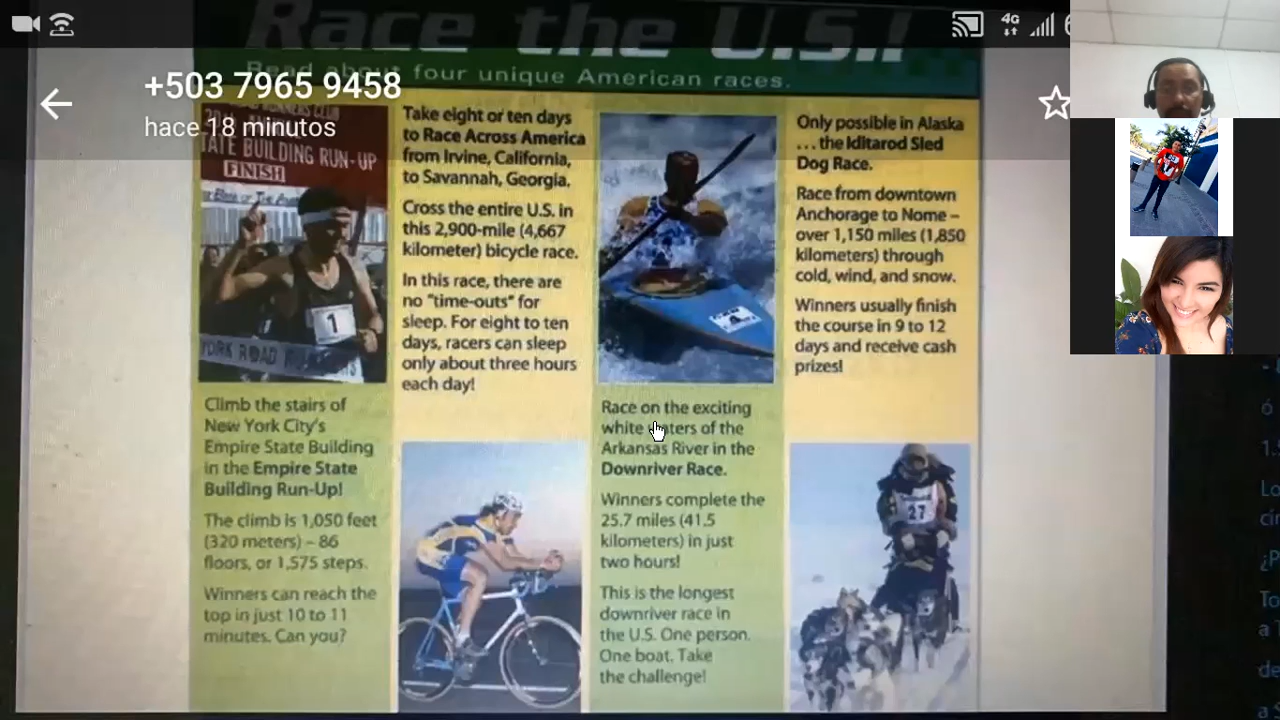 Race the U.S.!
Read about four unique American races.
4G
+503 7965 9458
hace 18 minutos
STATE BUILDING RUN-UP
FINISH
1
YORK ROAD
Climb the stairs of
New York City's
Empire State Building
in the Empire State
Building Run-Up!
The climb is 1,050 feet
(320 meters) – 86
floors, or 1,575 steps.
Winners can reach the
top in just 10 to 11
minutes. Can you?
Take eight or ten days
to Race Across America
from Irvine, California,
to Savannah, Georgia.
Cross the entire U.S. in
this 2,900-mile (4,667
kilometer) bicycle race.
In this race, there are
no "time-outs" for
sleep. For eight to ten
days, racers can sleep
only about three hours
each day!
Race on the exciting
white waters of the
Arkansas River in the
Downriver Race.
Winners complete the
25.7 miles (41.5
kilometers) in just
two hours!
This is the longest
downriver race in
the U.S. One person.
One boat. Take
the challenge!
Only possible in Alaska
. . . the Iditarod Sled
Dog Race.
Race from downtown
Anchorage to Nome –
over 1,150 miles (1,850
kilometers) through
cold, wind, and snow.
Winners usually finish
the course in 9 to 12
days and receive cash
prizes!
27